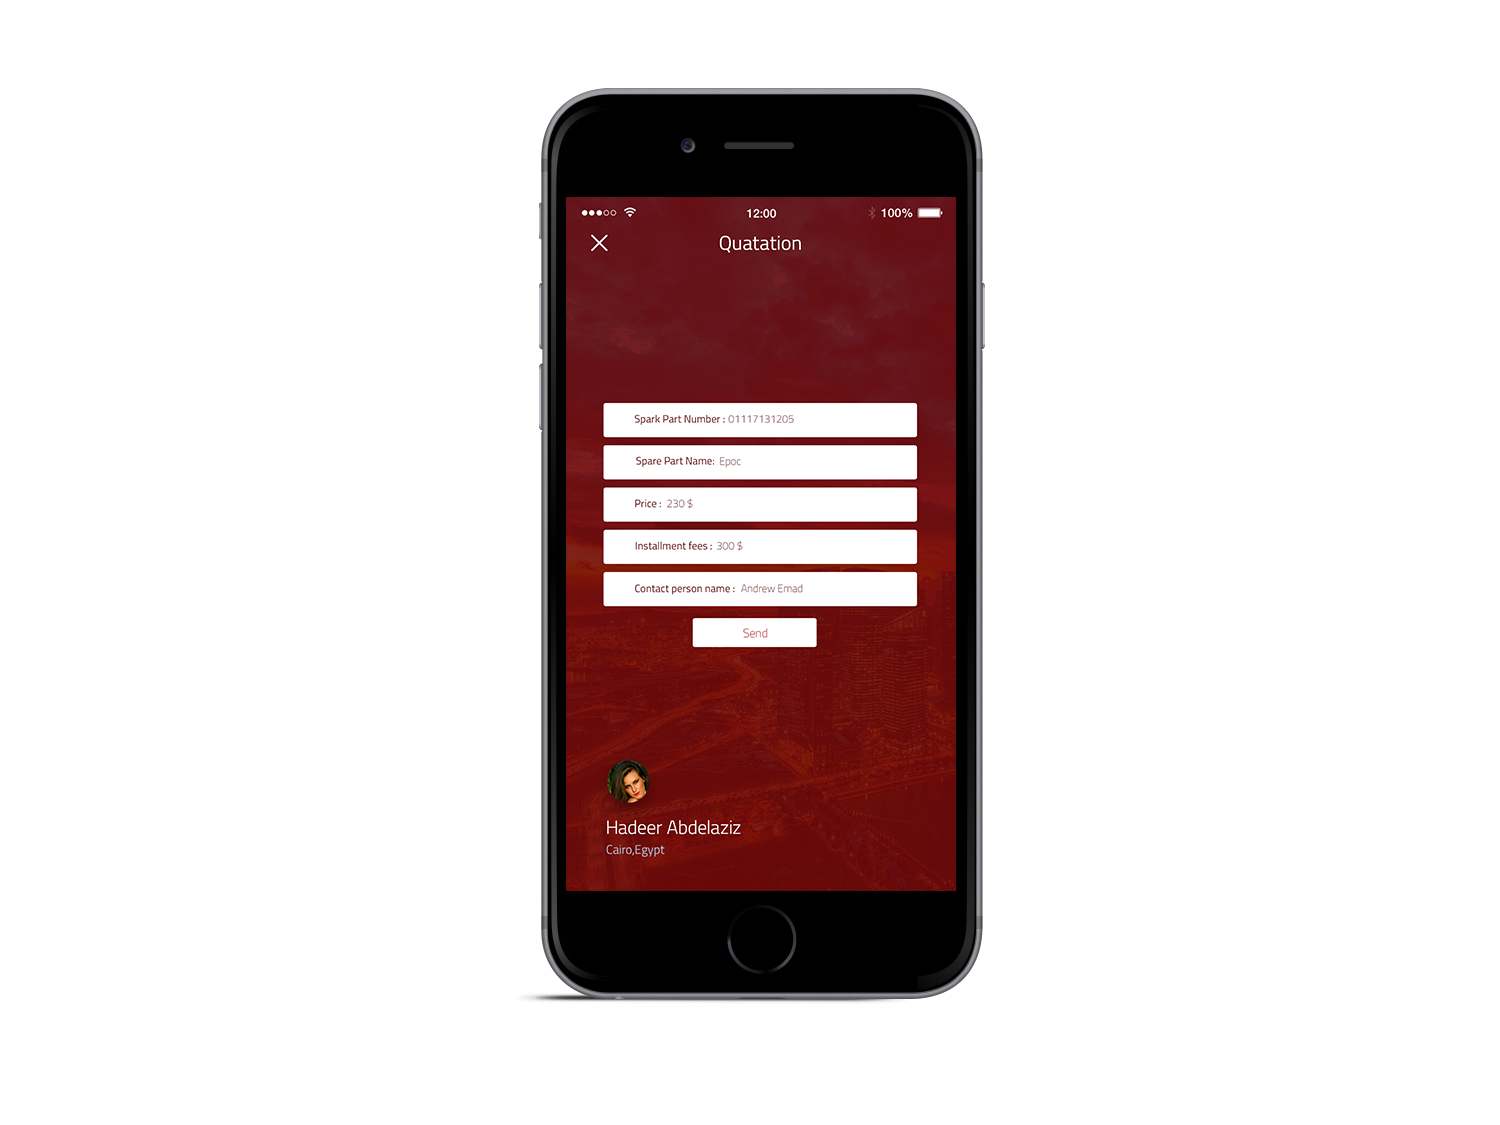 12:00
100%
Quatation
Spark Part Number : 01117131205
Spare Part Name: Epoc
Price : 230 $
Installment fees : 300 $
Contact person name : Andrew Emad
Send
Hadeer Abdelaziz
Cairo,Egypt